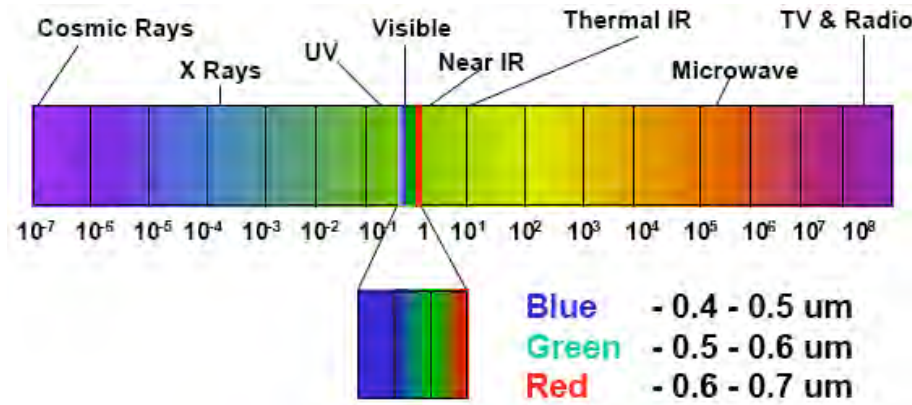 Cosmic Rays
X Rays
UV
Visible
Near IR
Thermal IR
Microwave
TV & Radio
10⁻⁷ 10⁻⁶ 10⁻⁵ 10⁻⁴ 10⁻³ 10⁻² 10⁻¹ 1 10¹ 10² 10³ 10⁴ 10⁵ 10⁶ 10⁷ 10⁸
Blue - 0.4 - 0.5 um
Green - 0.5 - 0.6 um
Red - 0.6 - 0.7 um